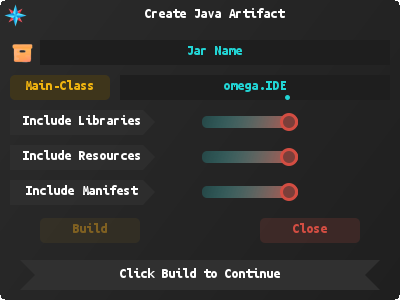 Create Java Artifact
Jar Name
Main-Class
omega.IDE
Include Libraries
Include Resources
Include Manifest
Build
Close
Click Build to Continue